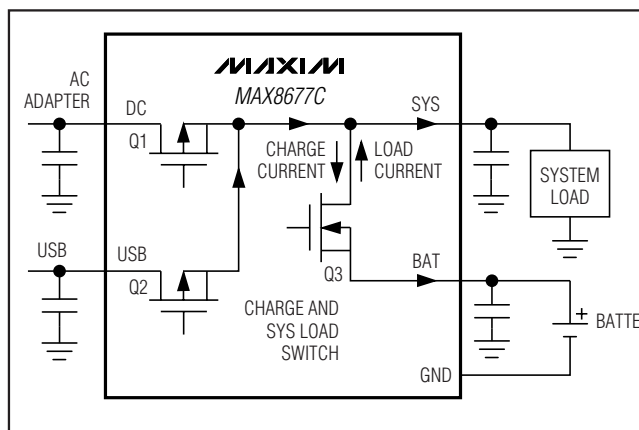 MAXIM
MAX8677C
AC
ADAPTER
DC
Q1
SYS
CHARGE
CURRENT
LOAD
CURRENT
SYSTEM
LOAD
USB
USB
Q2
Q3
BAT
CHARGE AND
SYS LOAD
SWITCH
+
BATTE
GND